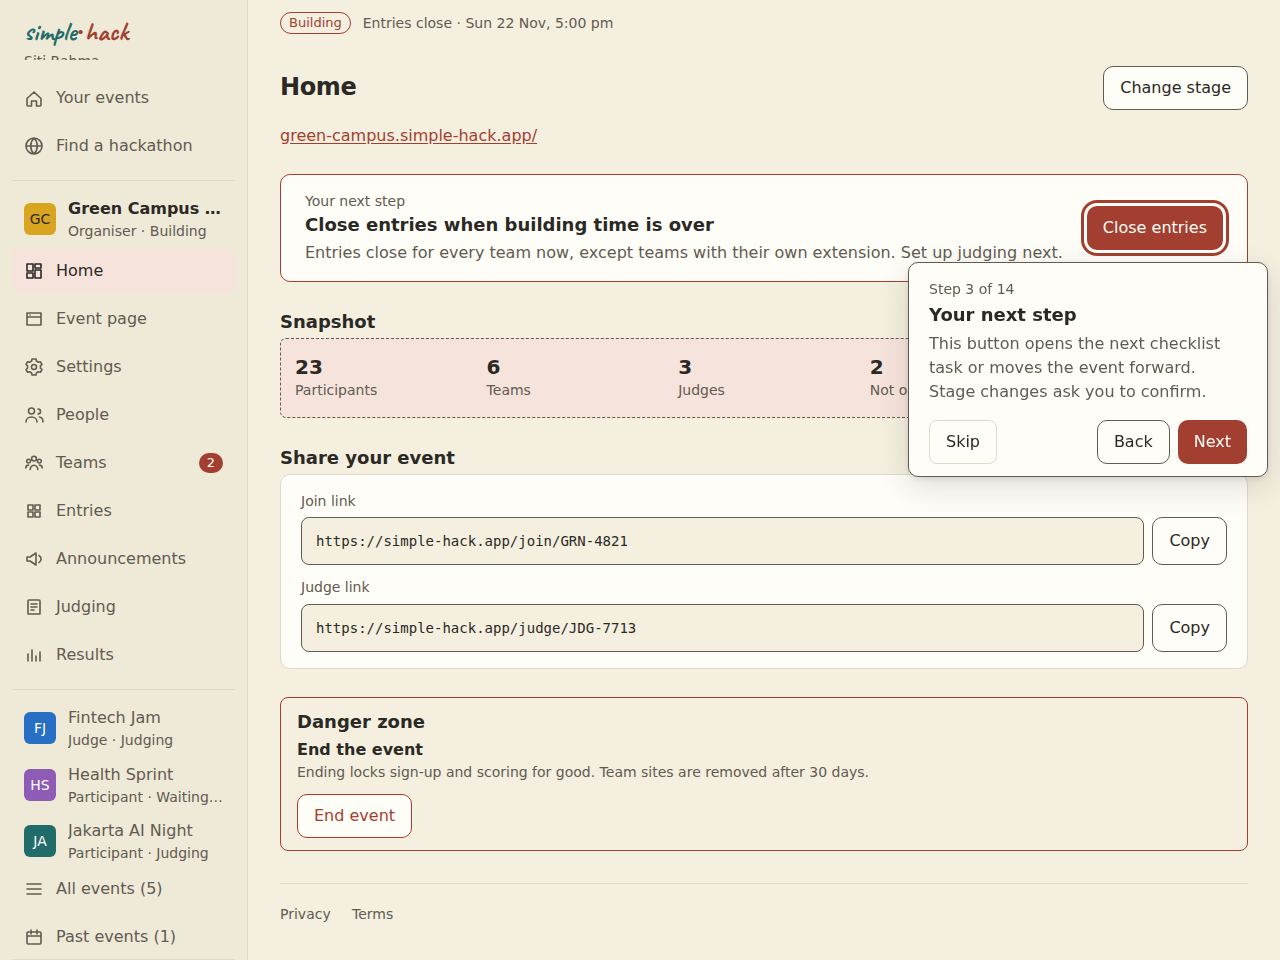 simple·hack
Your events
Find a hackathon
GC
Green Campus ...
Organiser · Building
Home
Event page
Settings
People
Teams
2
Entries
Announcements
Judging
Results
FJ
Fintech Jam
Judge · Judging
HS
Health Sprint
Participant · Waiting...
JA
Jakarta AI Night
Participant · Judging
All events (5)
Past events (1)
Building
Entries close · Sun 22 Nov, 5:00 pm
Home
Change stage
green-campus.simple-hack.app/
Your next step
Close entries when building time is over
Entries close for every team now, except teams with their own extension. Set up judging next.
Close entries
Step 3 of 14
Your next step
This button opens the next checklist
task or moves the event forward.
Stage changes ask you to confirm.
Skip
Back
Next
Snapshot
23
Participants
6
Teams
3
Judges
2
Not o
Share your event
Join link
https://simple-hack.app/join/GRN-4821
Copy
Judge link
https://simple-hack.app/judge/JDG-7713
Copy
Danger zone
End the event
Ending locks sign-up and scoring for good. Team sites are removed after 30 days.
End event
Privacy
Terms